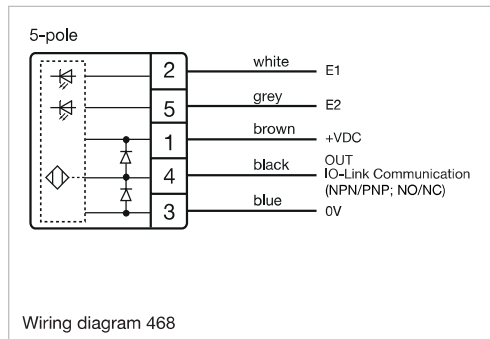 5-pole
2 white E1
5 grey E2
1 brown +VDC
4 black OUT
IO-Link Communication
(NPN/PNP; NO/NC)
3 blue 0V
Wiring diagram 468